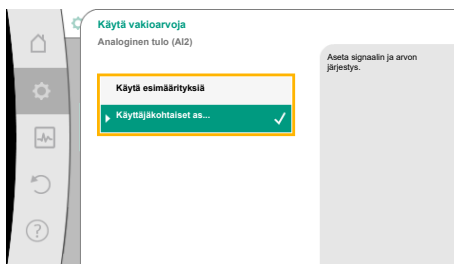 Käytä vakioarvoja
Analoginen tulo (AI2)
Käytä esimäärityksiä
Käyttäjäkohtaiset as...
Aseta signaalin ja arvon
järjestys.
?